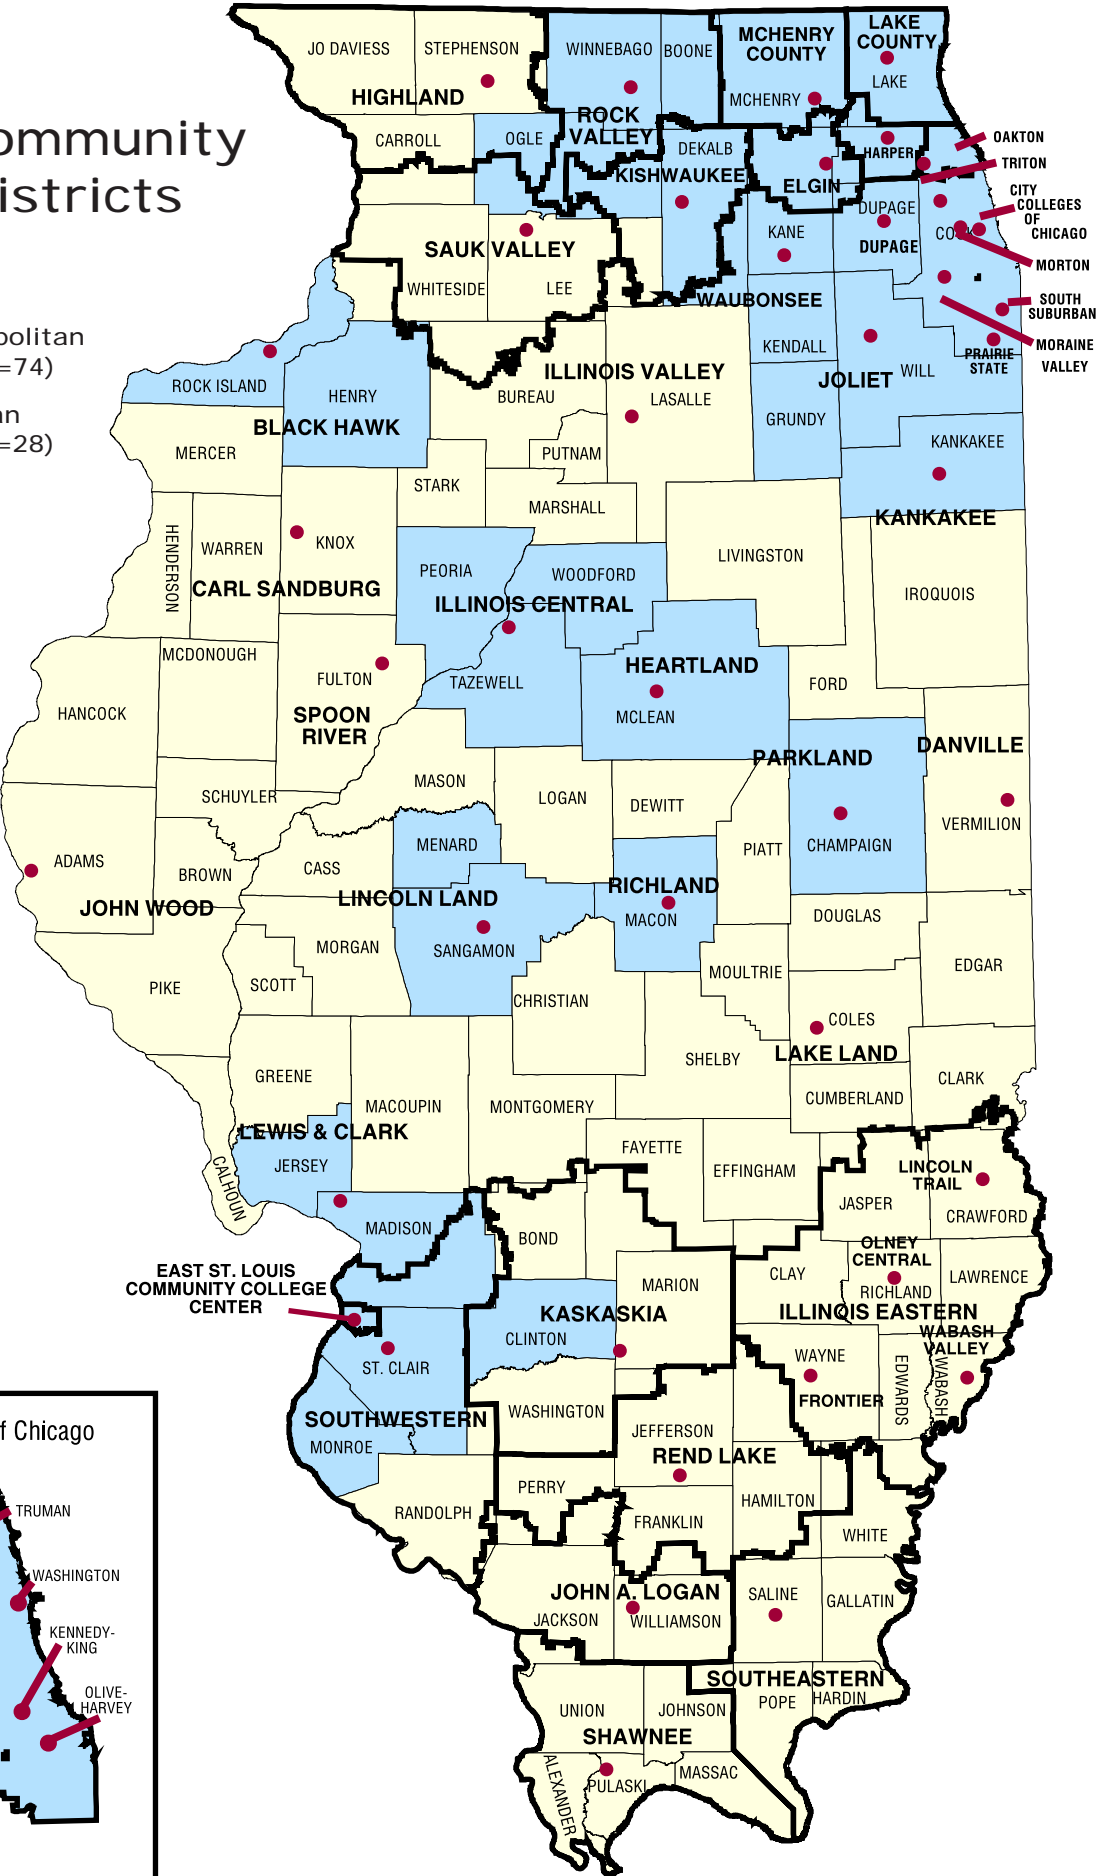 ommunity
istricts
politan
=74)
an
=28)
JO DAVIESS
STEPHENSON
HIGHLAND
CARROLL
WINNEBAGO
BOONE
ROCK
VALLEY
OGLE
MCHENRY
COUNTY
MCHENRY
LAKE
COUNTY
LAKE
DEKALB
KISHWAUKEE
ELGIN
HARPER
OAKTON
TRITON
CITY
COLLEGES
OF
CHICAGO
MORTON
SOUTH
SUBURBAN
MORAINE
VALLEY
PRAIRIE
STATE
DUPAGE
DUPAGE
COOK
KANE
WAUBONSEE
SAUK VALLEY
WHITESIDE
LEE
KENDALL
JOLIET
WILL
GRUNDY
KANKAKEE
KANKAKEE
ROCK ISLAND
HENRY
BLACK HAWK
MERCER
ILLINOIS VALLEY
BUREAU
LASALLE
PUTNAM
STARK
MARSHALL
HENDERSON
WARREN
KNOX
CARL SANDBURG
PEORIA
WOODFORD
ILLINOIS CENTRAL
TAZEWELL
LIVINGSTON
IROQUOIS
HEARTLAND
MCLEAN
FORD
MCDONOUGH
HANCOCK
FULTON
SPOON
RIVER
SCHUYLER
MASON
LOGAN
DEWITT
PARKLAND
CHAMPAIGN
DANVILLE
VERMILION
PIATT
ADAMS
BROWN
CASS
MENARD
JOHN WOOD
LINCOLN LAND
SANGAMON
RICHLAND
MACON
DOUGLAS
EDGAR
PIKE
SCOTT
MORGAN
CHRISTIAN
MOULTRIE
COLES
LAKE LAND
SHELBY
CUMBERLAND
CLARK
GREENE
MACOUPIN
MONTGOMERY
LEWIS & CLARK
JERSEY
CALHOUN
MADISON
FAYETTE
EFFINGHAM
JASPER
LINCOLN
TRAIL
CRAWFORD
BOND
EAST ST. LOUIS
COMMUNITY COLLEGE
CENTER
MARION
KASKASKIA
CLINTON
CLAY
OLNEY
CENTRAL
RICHLAND
LAWRENCE
ILLINOIS EASTERN
WABASH
VALLEY
ST. CLAIR
SOUTHWESTERN
MONROE
WASHINGTON
WAYNE
FRONTIER
EDWARDS
WABASH
JEFFERSON
REND LAKE
RANDOLPH
PERRY
FRANKLIN
HAMILTON
WHITE
JOHN A. LOGAN
JACKSON
WILLIAMSON
SALINE
GALLATIN
SOUTHEASTERN
POPE
HARDIN
UNION
JOHNSON
SHAWNEE
ALEXANDER
PULASKI
MASSAC
f Chicago
TRUMAN
WASHINGTON
KENNEDY-
KING
OLIVE-
HARVEY